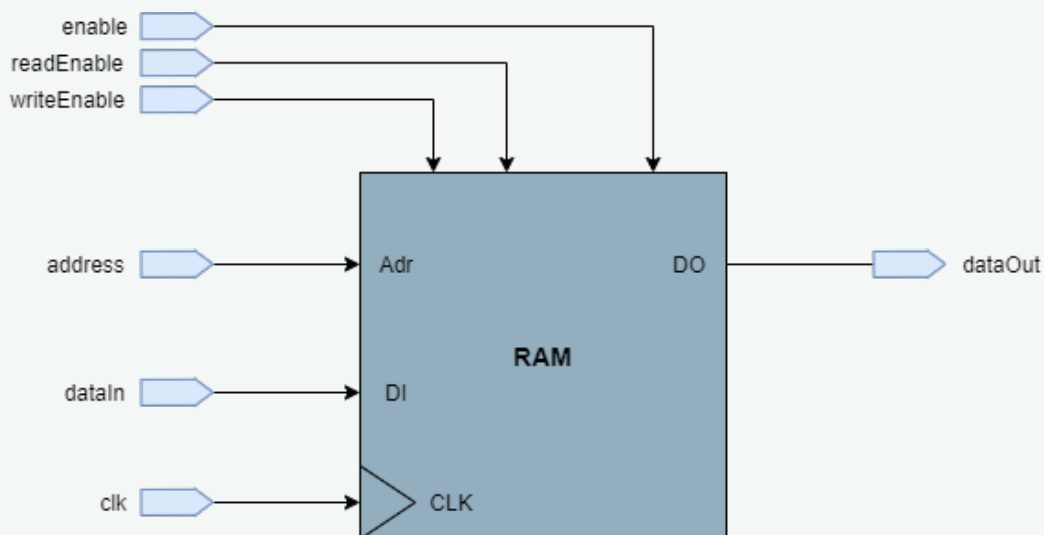 enable
readEnable
writeEnable
address
Adr
DO
dataOut
RAM
dataIn
DI
clk
CLK